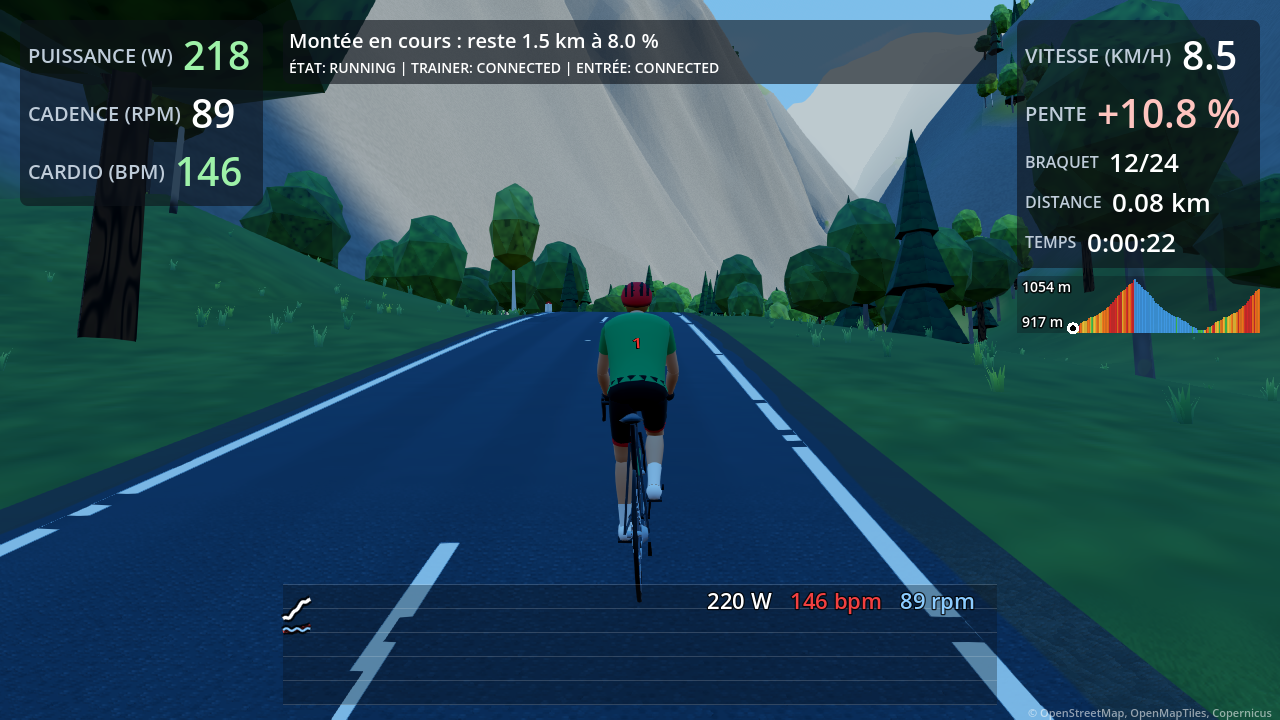 PUISSANCE (W) 218
CADENCE (RPM) 89
CARDIO (BPM) 146
Montée en cours : reste 1.5 km à 8.0 %
ÉTAT: RUNNING | TRAINER: CONNECTED | ENTRÉE: CONNECTED
VITESSE (KM/H) 8.5
PENTE +10.8 %
BRAQUET 12/24
DISTANCE 0.08 km
TEMPS 0:00:22
1054 m
917 m
1
220 W 146 bpm 89 rpm
© OpenStreetMap, OpenMapTiles, Copernicus